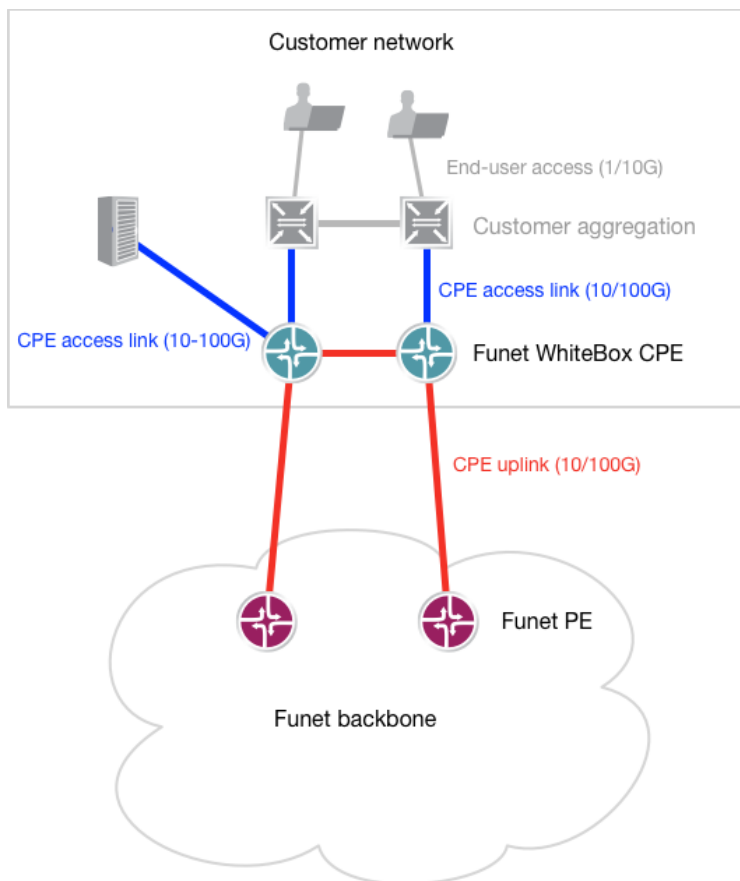 Customer network
End-user access (1/10G)
Customer aggregation
CPE access link (10/100G)
CPE access link (10-100G)
Funet WhiteBox CPE
CPE uplink (10/100G)
Funet PE
Funet backbone